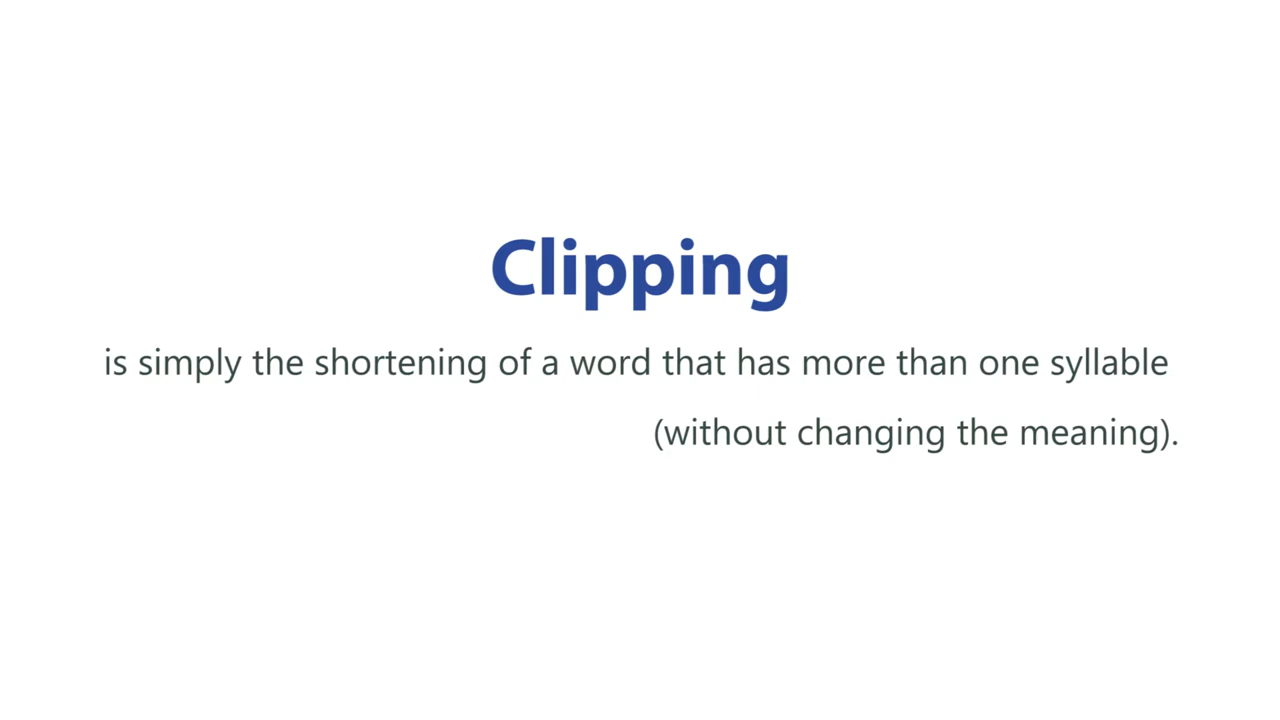 Clipping
is simply the shortening of a word that has more than one syllable
(without changing the meaning).